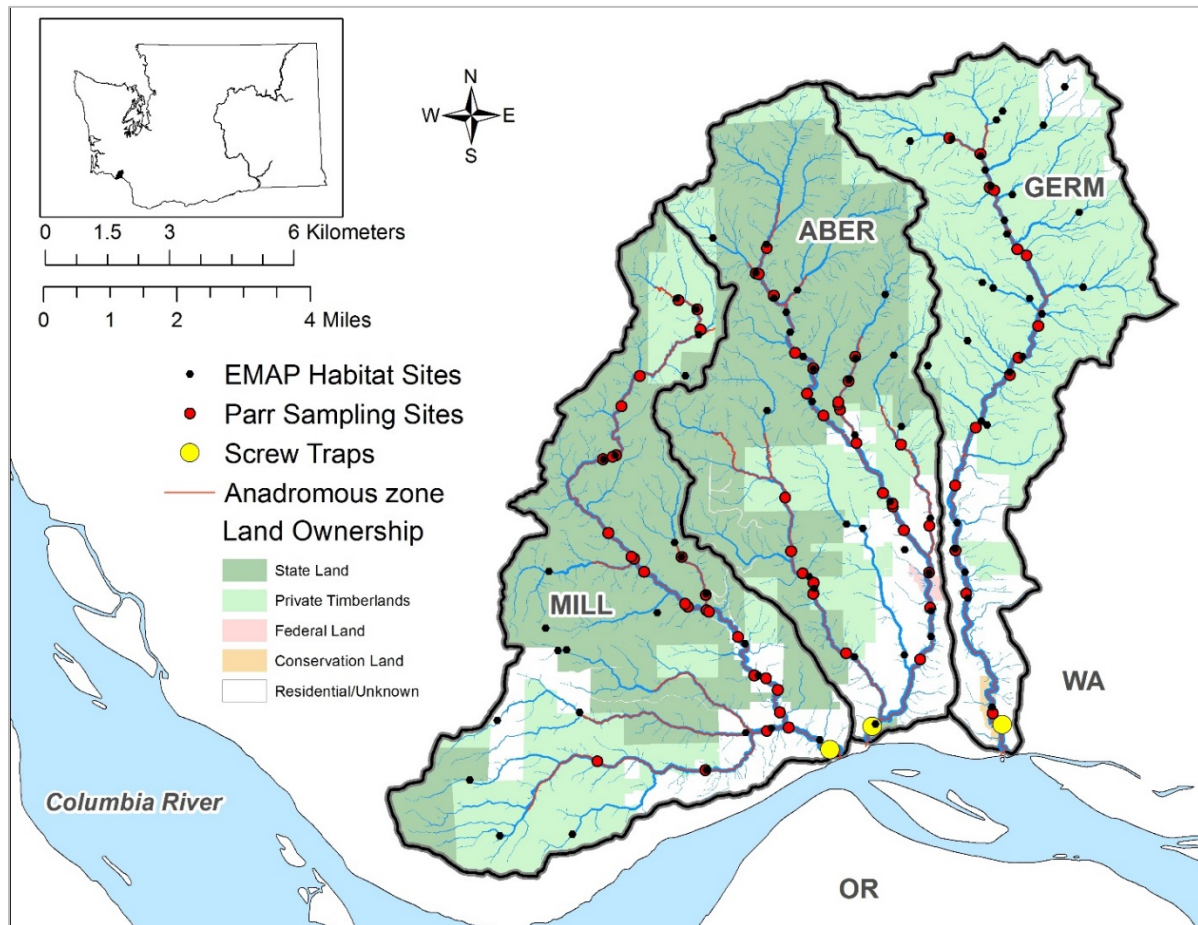 N
W E
S
0 1.5 3 6 Kilometers
0 1 2 4 Miles
EMAP Habitat Sites
Parr Sampling Sites
Screw Traps
Anadromous zone
Land Ownership
State Land
Private Timberlands
Federal Land
Conservation Land
Residential/Unknown
GERM
ABER
MILL
WA
Columbia River
OR